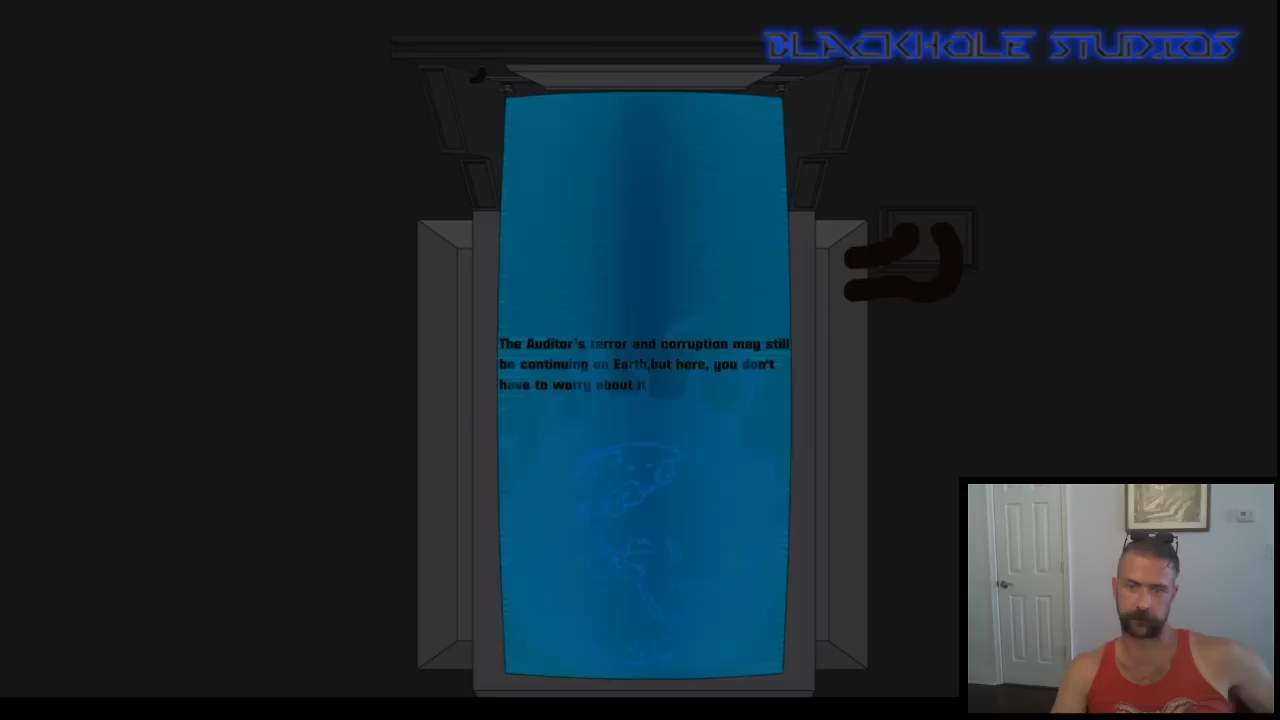 BLACKHOLE STUDIOS
The Auditor's terror and corruption may still
be continuing on Earth,but here, you don't
have to worry about it